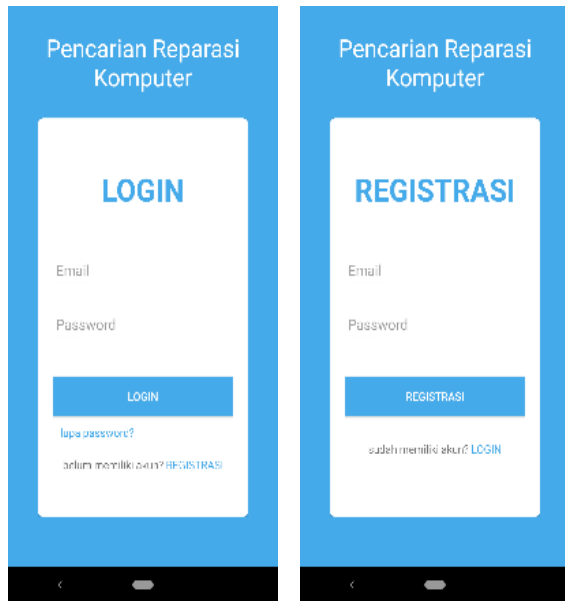 Pencarian Reparasi
Komputer
LOGIN
Email
Password
LOGIN
lupa password?
belum memiliki akun? REGISTRASI
Pencarian Reparasi
Komputer
REGISTRASI
Email
Password
REGISTRASI
sudah memiliki akun? LOGIN